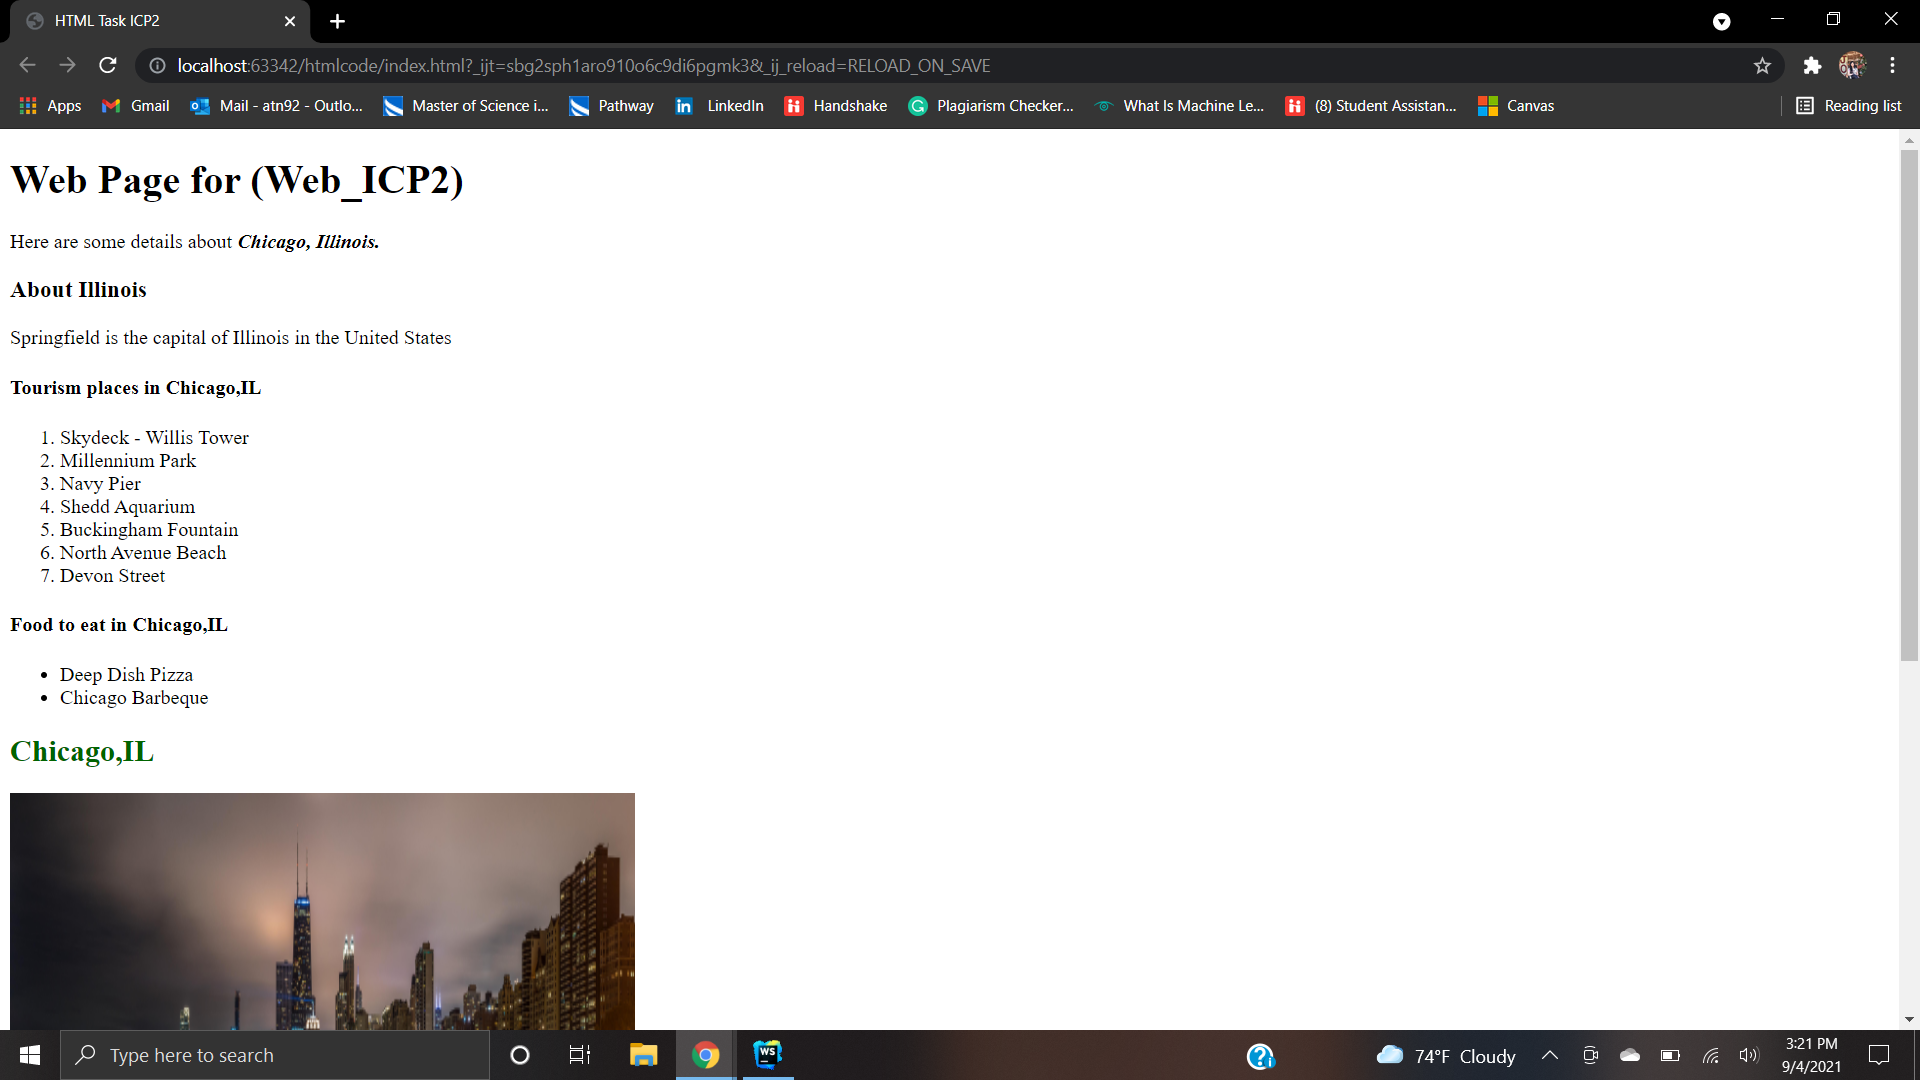 HTML Task ICP2
localhost:63342/htmlcode/index.html?_ijt=sbg2sph1aro910o6c9di6pgmk3&_ij_reload=RELOAD_ON_SAVE
Apps Gmail Mail - atn92 - Outlo... Master of Science i... Pathway LinkedIn Handshake Plagiarism Checker... What Is Machine Le... (8) Student Assistan... Canvas Reading list
Web Page for (Web_ICP2)
Here are some details about Chicago, Illinois.
About Illinois
Springfield is the capital of Illinois in the United States
Tourism places in Chicago,IL
1. Skydeck - Willis Tower
2. Millennium Park
3. Navy Pier
4. Shedd Aquarium
5. Buckingham Fountain
6. North Avenue Beach
7. Devon Street
Food to eat in Chicago,IL
• Deep Dish Pizza
• Chicago Barbeque
Chicago,IL
Type here to search
WS
74°F Cloudy
3:21 PM
9/4/2021